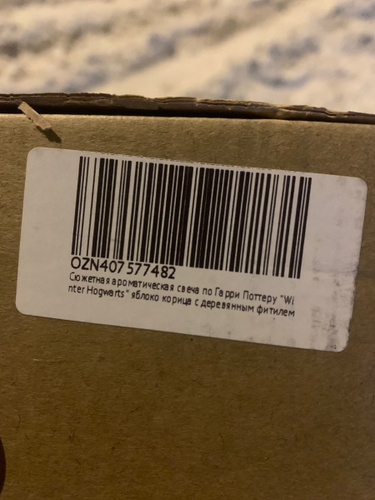 OZN407577482
Сюжетная ароматическая свеча по Гарри Поттеру "Wi
nter Hogwarts" яблоко корица с деревянным фитилем